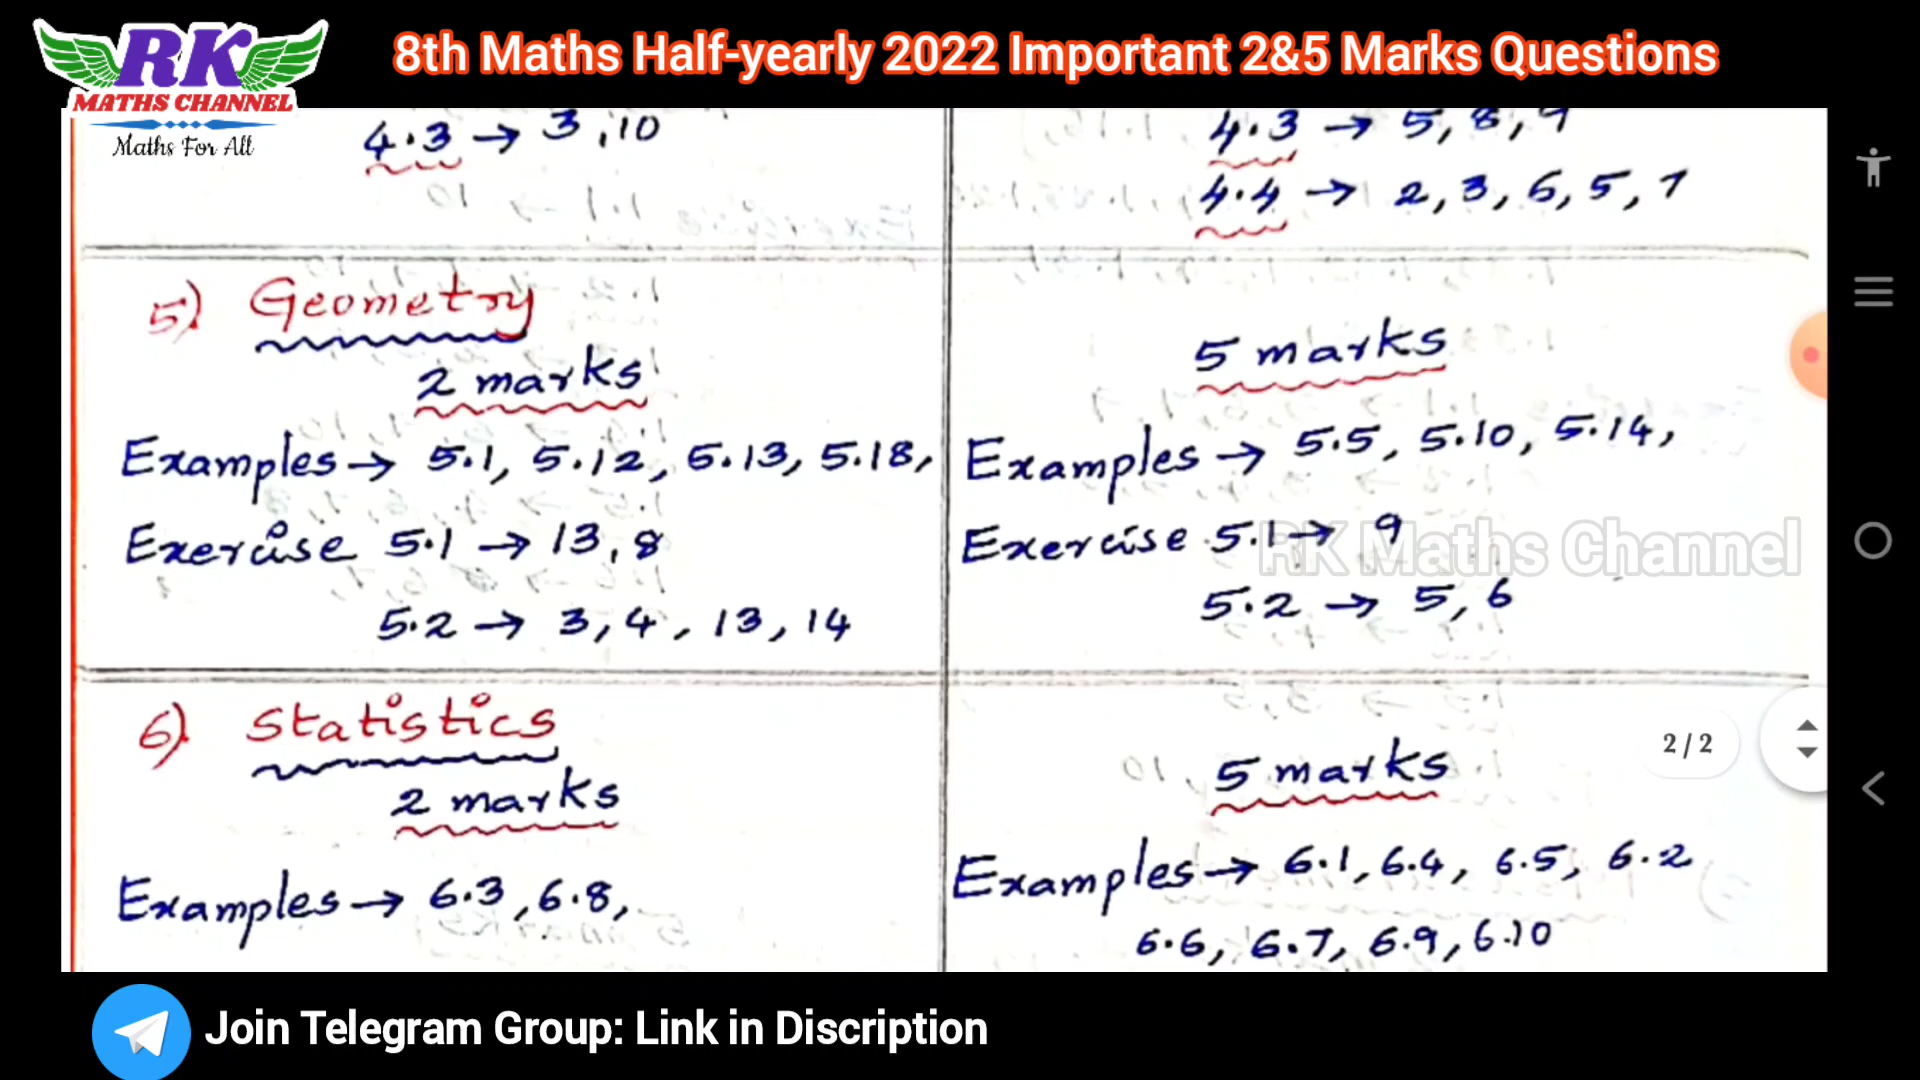 RK
MATHS CHANNEL
Maths For All
8th Maths Half-yearly 2022 Important 2&5 Marks Questions
4.3 → 3, 10
4.3 → 5, 8, 9
4.4 → 2, 3, 6, 5, 7
5) Geometry
2 marks
Examples → 5.1, 5.12, 5.13, 5.18,
Exercise 5.1 → 13, 8
5.2 → 3, 4, 13, 14
5 marks
Examples → 5.5, 5.10, 5.14,
Exercise 5.1 → 9
5.2 → 5, 6
RK Maths Channel
6) Statistics
2 marks
Examples → 6.3, 6.8,
5 marks
Examples → 6.1, 6.4, 6.5, 6.2
6.6, 6.7, 6.9, 6.10
2/2
Join Telegram Group: Link in Discription